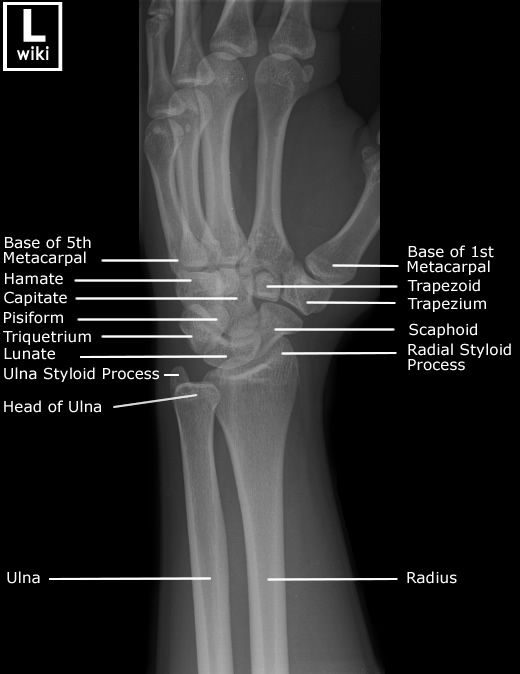 L
wiki
Base of 5th
Metacarpal
Hamate
Capitate
Pisiform
Triquetrium
Lunate
Ulna Styloid Process
Head of Ulna
Ulna
Base of 1st
Metacarpal
Trapezoid
Trapezium
Scaphoid
Radial Styloid
Process
Radius